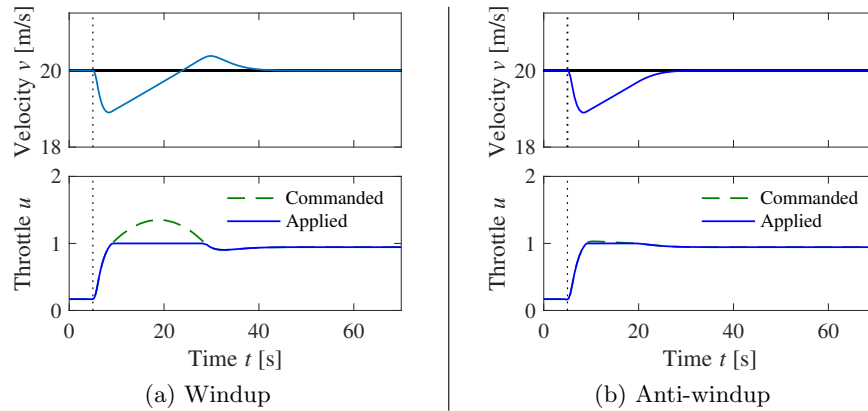 Velocity v [m/s]
20
18
Throttle u
2
1
0
Commanded
Applied
0
20
40
60
Time t [s]
(a) Windup
Velocity v [m/s]
20
18
Throttle u
2
1
0
Commanded
Applied
0
20
40
60
Time t [s]
(b) Anti-windup